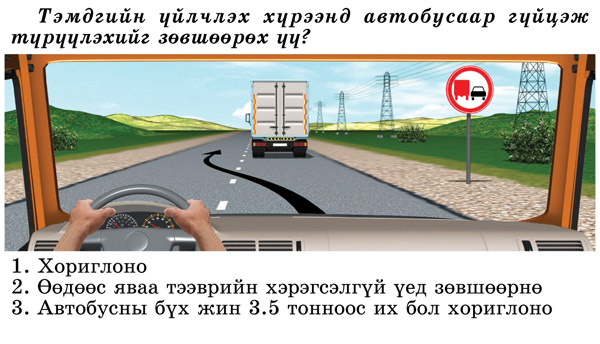 Тэмдгийн үйлчлэх хүрээнд автобусаар гүйцэж
түрүүлэхийг зөвшөөрөх үү?
1. Хориглоно
2. Өөдөөс яваа тээврийн хэрэгсэлгүй үед зөвшөөрнө
3. Автобусны бүх жин 3.5 тонноос их бол хориглоно